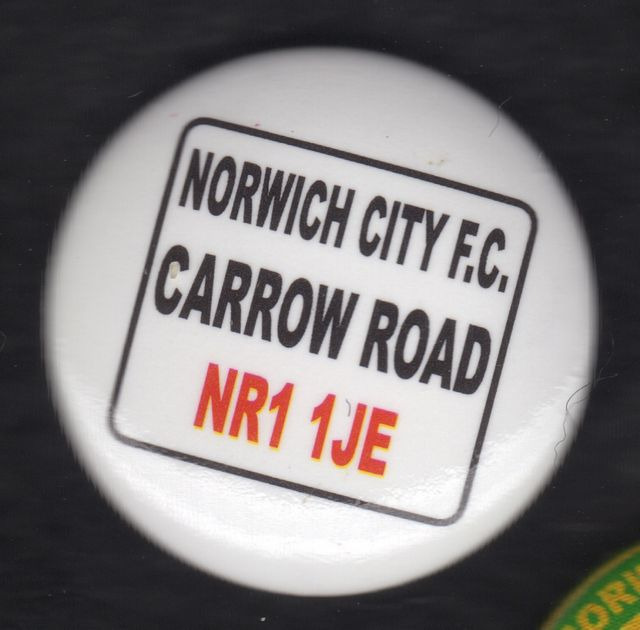 NORWICH CITY F.C.
CARROW ROAD
NR1 1JE